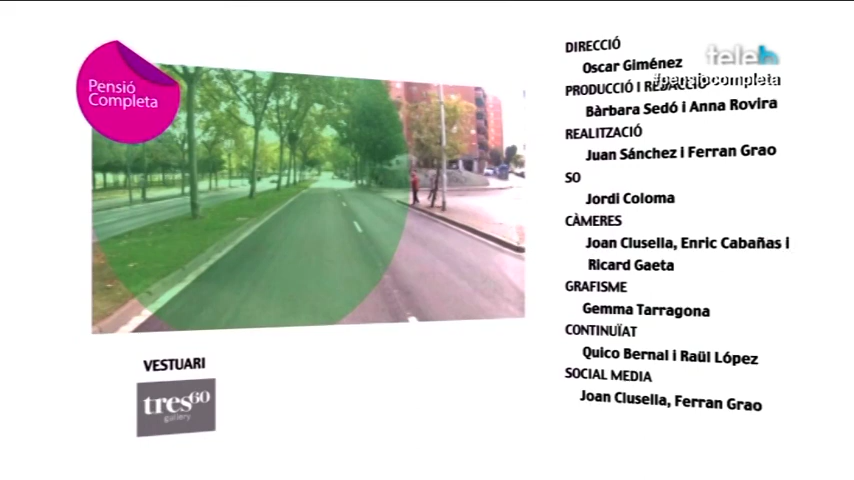 Pensió
Completa
DIRECCIÓ
Oscar Giménez
teleb
#pensiocompleta
PRODUCCIÓ I REDACCIÓ
Bàrbara Sedó i Anna Rovira
REALITZACIÓ
Juan Sánchez i Ferran Grao
SO
Jordi Coloma
CÀMERES
Joan Clusella, Enric Cabañas i
Ricard Gaeta
GRAFISME
Gemma Tarragona
CONTINUÏTAT
Quico Bernal i Raül López
SOCIAL MEDIA
Joan Clusella, Ferran Grao
VESTUARI
tres60
gallery